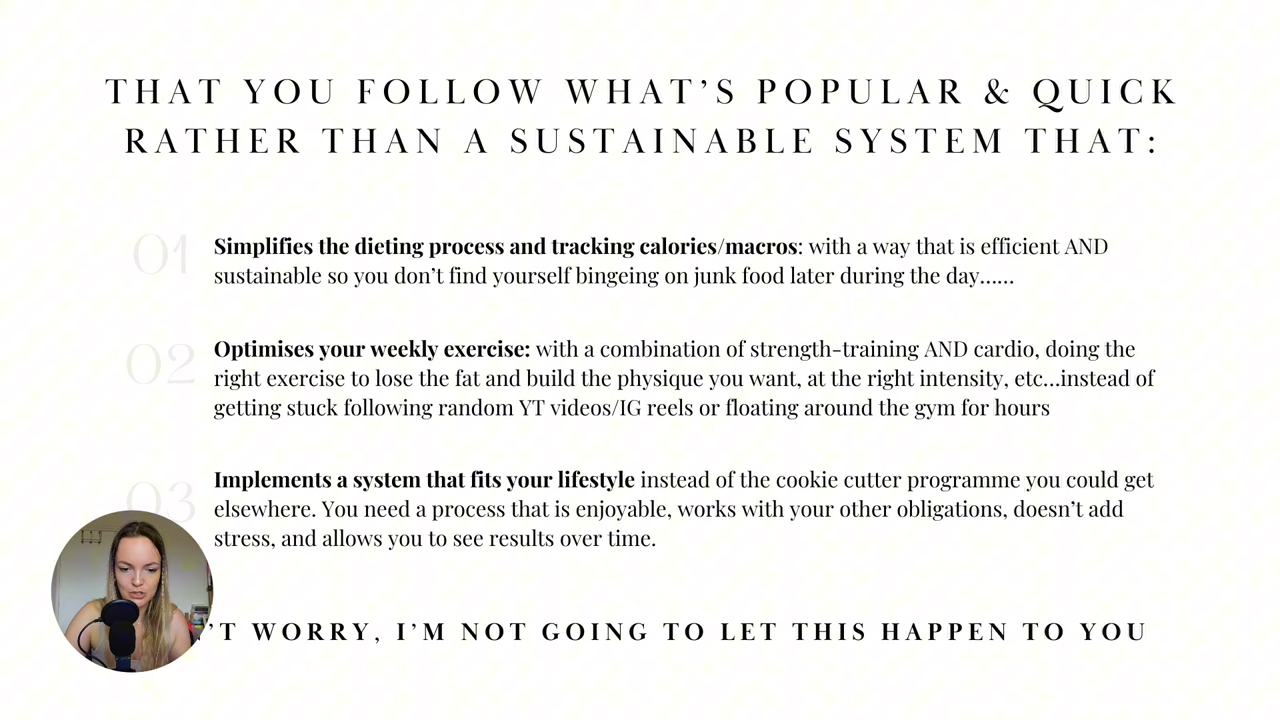 THAT YOU FOLLOW WHAT’S POPULAR & QUICK
RATHER THAN A SUSTAINABLE SYSTEM THAT:
01
Simplifies the dieting process and tracking calories/macros: with a way that is efficient AND
sustainable so you don’t find yourself bingeing on junk food later during the day......
02
Optimises your weekly exercise: with a combination of strength-training AND cardio, doing the
right exercise to lose the fat and build the physique you want, at the right intensity, etc...instead of
getting stuck following random YT videos/IG reels or floating around the gym for hours
03
Implements a system that fits your lifestyle instead of the cookie cutter programme you could get
elsewhere. You need a process that is enjoyable, works with your other obligations, doesn’t add
stress, and allows you to see results over time.
’T WORRY, I’M NOT GOING TO LET THIS HAPPEN TO YOU